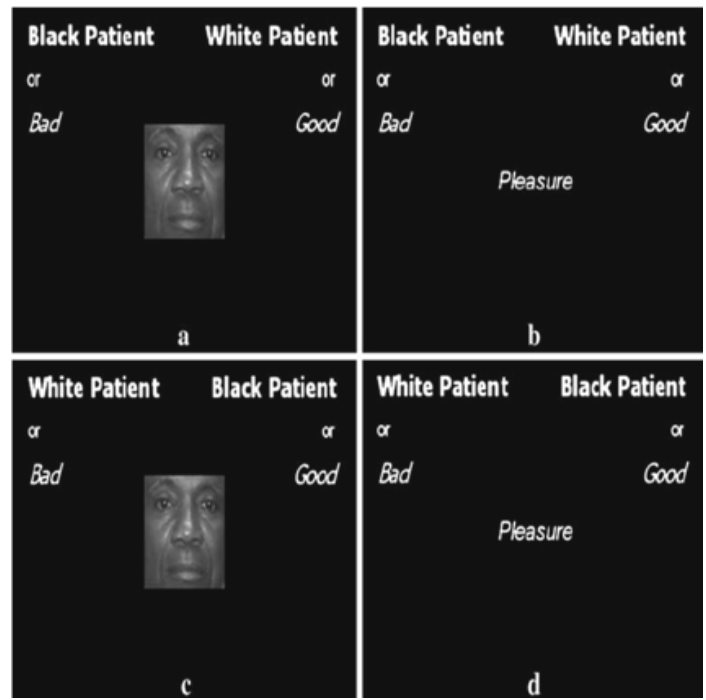 Black Patient White Patient
or or
Bad Good
a
Black Patient White Patient
or or
Bad Good
Pleasure
b
White Patient Black Patient
or or
Bad Good
c
White Patient Black Patient
or or
Bad Good
Pleasure
d